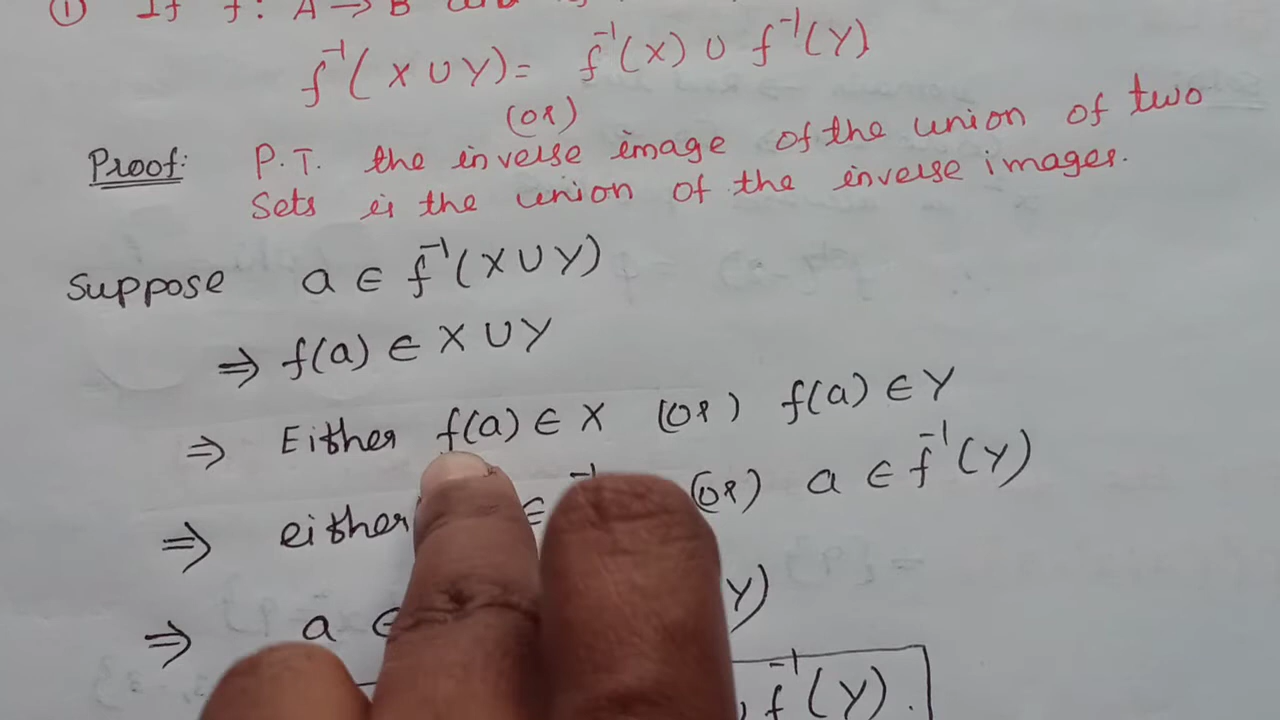 ① If f: A → B
f⁻¹(X ∪ Y) = f⁻¹(X) ∪ f⁻¹(Y)
(or)
Proof: P.T. the inverse image of the union of two
Sets is the union of the inverse images.
Suppose a ∈ f⁻¹(X ∪ Y)
⇒ f(a) ∈ X ∪ Y
⇒ Either f(a) ∈ X (or) f(a) ∈ Y
⇒ either ∈ (or) a ∈ f⁻¹(Y)
⇒ a ∈ Y)
f⁻¹(Y).